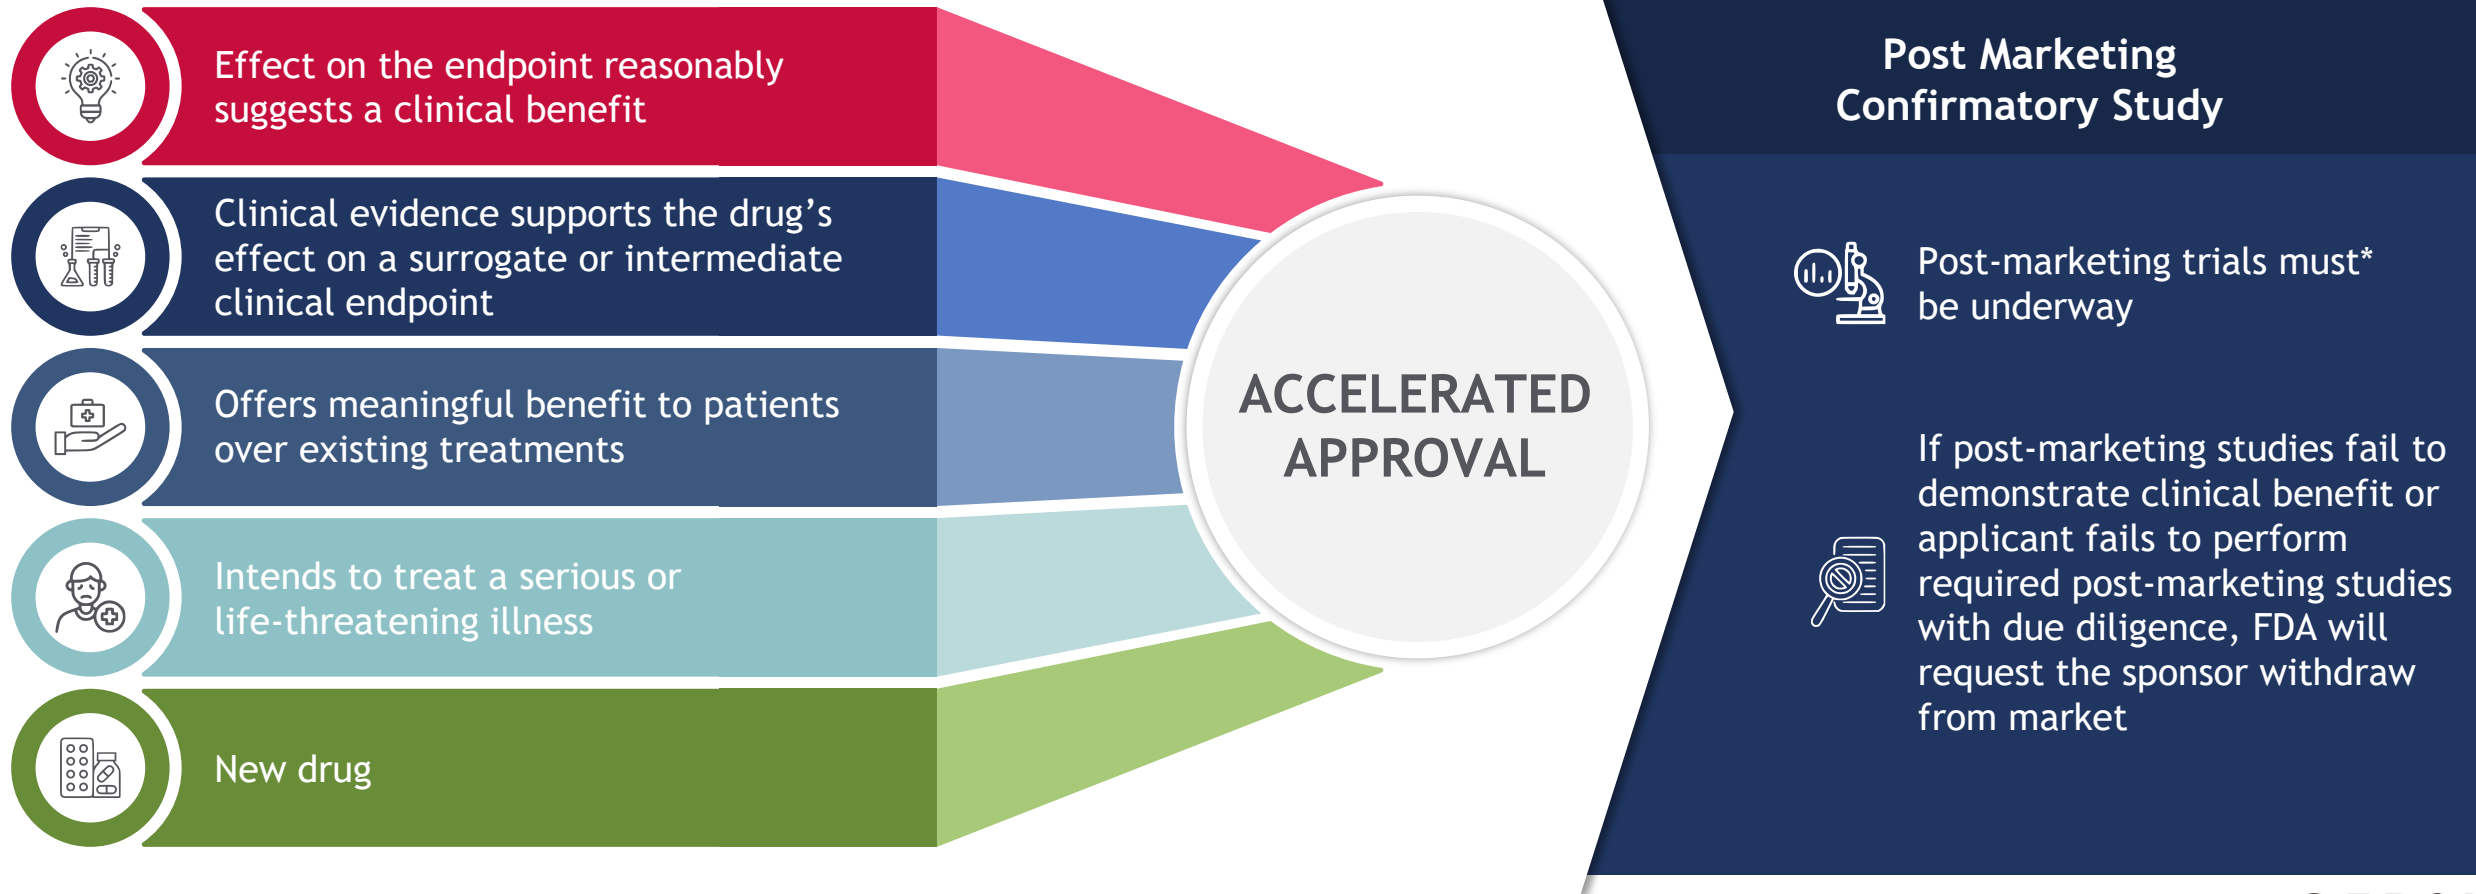 Effect on the endpoint reasonably
suggests a clinical benefit
Clinical evidence supports the drug’s
effect on a surrogate or intermediate
clinical endpoint
Offers meaningful benefit to patients
over existing treatments
Intends to treat a serious or
life-threatening illness
New drug
ACCELERATED
APPROVAL
Post Marketing
Confirmatory Study
Post-marketing trials must*
be underway
If post-marketing studies fail to
demonstrate clinical benefit or
applicant fails to perform
required post-marketing studies
with due diligence, FDA will
request the sponsor withdraw
from market